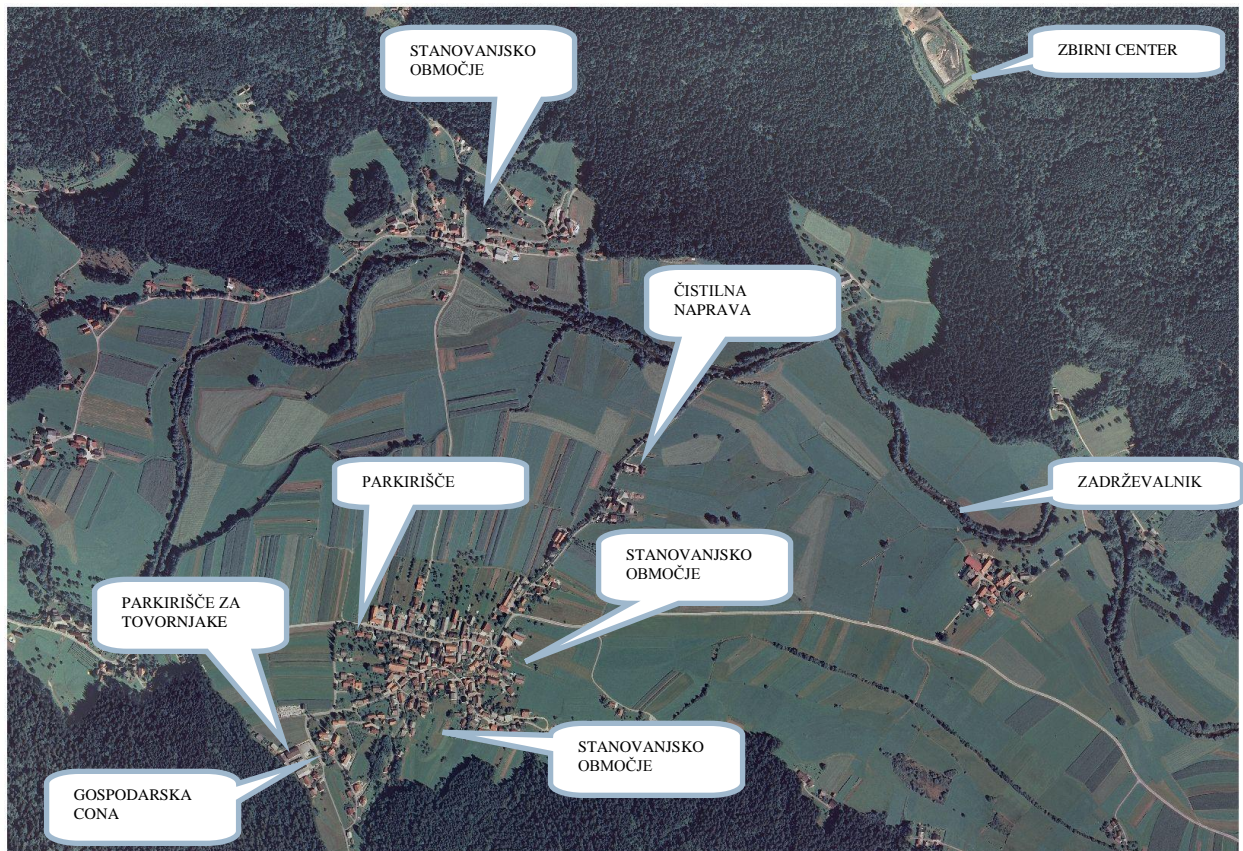 STANOVANJSKO
OBMOČJE
ZBIRNI CENTER
ČISTILNA
NAPRAVA
PARKIRIŠČE
ZADRŽEVALNIK
STANOVANJSKO
OBMOČJE
PARKIRIŠČE ZA
TOVORNJAKE
STANOVANJSKO
OBMOČJE
GOSPODARSKA
CONA